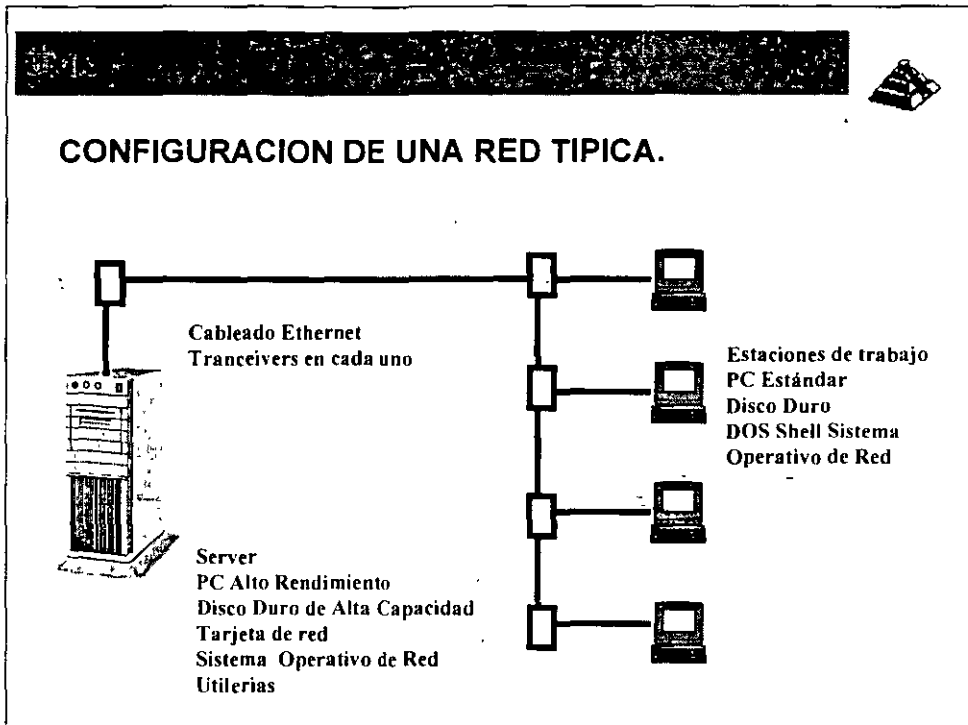 CONFIGURACION DE UNA RED TIPICA.
Cableado Ethernet
Tranceivers en cada uno
Estaciones de trabajo
PC Estándar
Disco Duro
DOS Shell Sistema
Operativo de Red
Server
PC Alto Rendimiento
Disco Duro de Alta Capacidad
Tarjeta de red
Sistema Operativo de Red
Utilerias